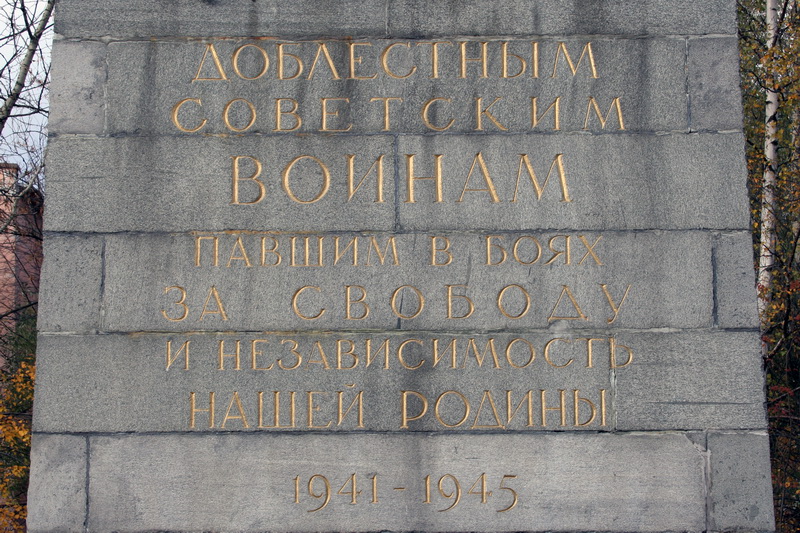 ДОБЛЕСТНЫМ
СОВЕТСКИМ
ВОИНАМ
ПАВШИМ В БОЯХ
ЗА СВОБОДУ
И НЕЗАВИСИМОСТЬ
НАШЕЙ РОДИНЫ
1941-1945